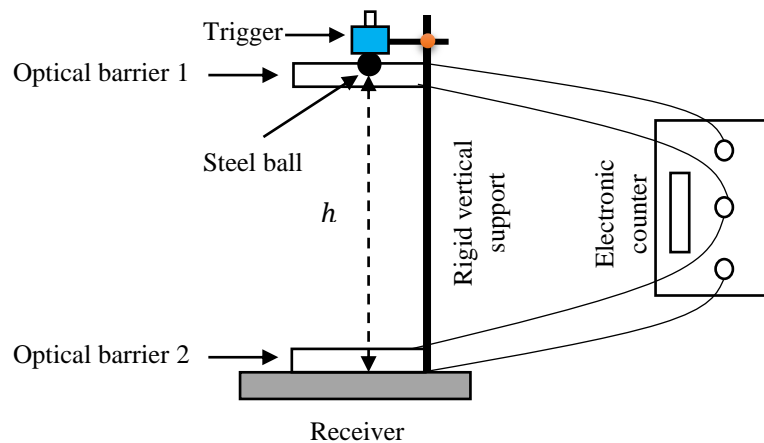 Trigger
Optical barrier 1
Steel ball
h
Rigid vertical
support
Electronic
counter
Optical barrier 2
Receiver